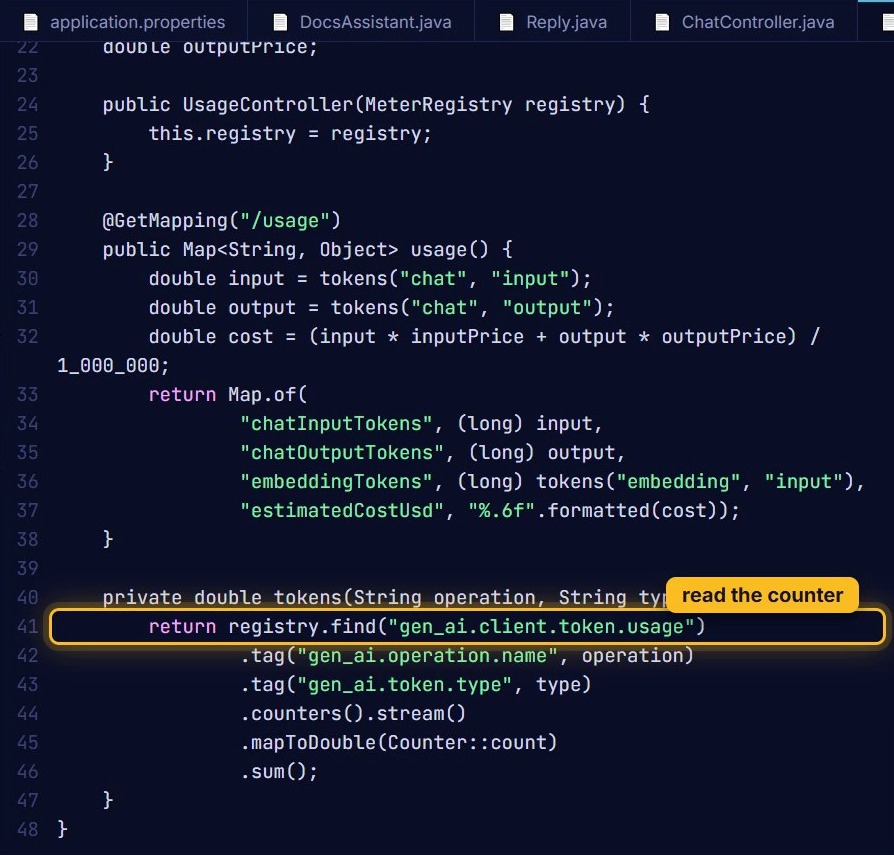 application.properties DocsAssistant.java Reply.java ChatController.java
22 double outputPrice;
23
24 public UsageController(MeterRegistry registry) {
25 this.registry = registry;
26 }
27
28 @GetMapping("/usage")
29 public Map<String, Object> usage() {
30 double input = tokens("chat", "input");
31 double output = tokens("chat", "output");
32 double cost = (input * inputPrice + output * outputPrice) /
1_000_000;
33 return Map.of(
34 "chatInputTokens", (long) input,
35 "chatOutputTokens", (long) output,
36 "embeddingTokens", (long) tokens("embedding", "input"),
37 "estimatedCostUsd", "%.6f".formatted(cost));
38 }
39
40 private double tokens(String operation, String typ
read the counter
41 return registry.find("gen_ai.client.token.usage")
42 .tag("gen_ai.operation.name", operation)
43 .tag("gen_ai.token.type", type)
44 .counters().stream()
45 .mapToDouble(Counter::count)
46 .sum();
47 }
48 }